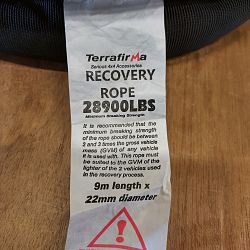 Terrafirma
Serious 4x4 Accessories
RECOVERY
ROPE
28900LBS
Minimum Breaking Strength
It is recommended that the
minimum breaking strength
of the rope should be between
2 and 3 times the gross vehicle
mass (GVM) of any vehicle
it is used with. This rope must
be suited to the GVM of the
lighter of the 2 vehicles used
in the recovery process.
9m length x
22mm diameter